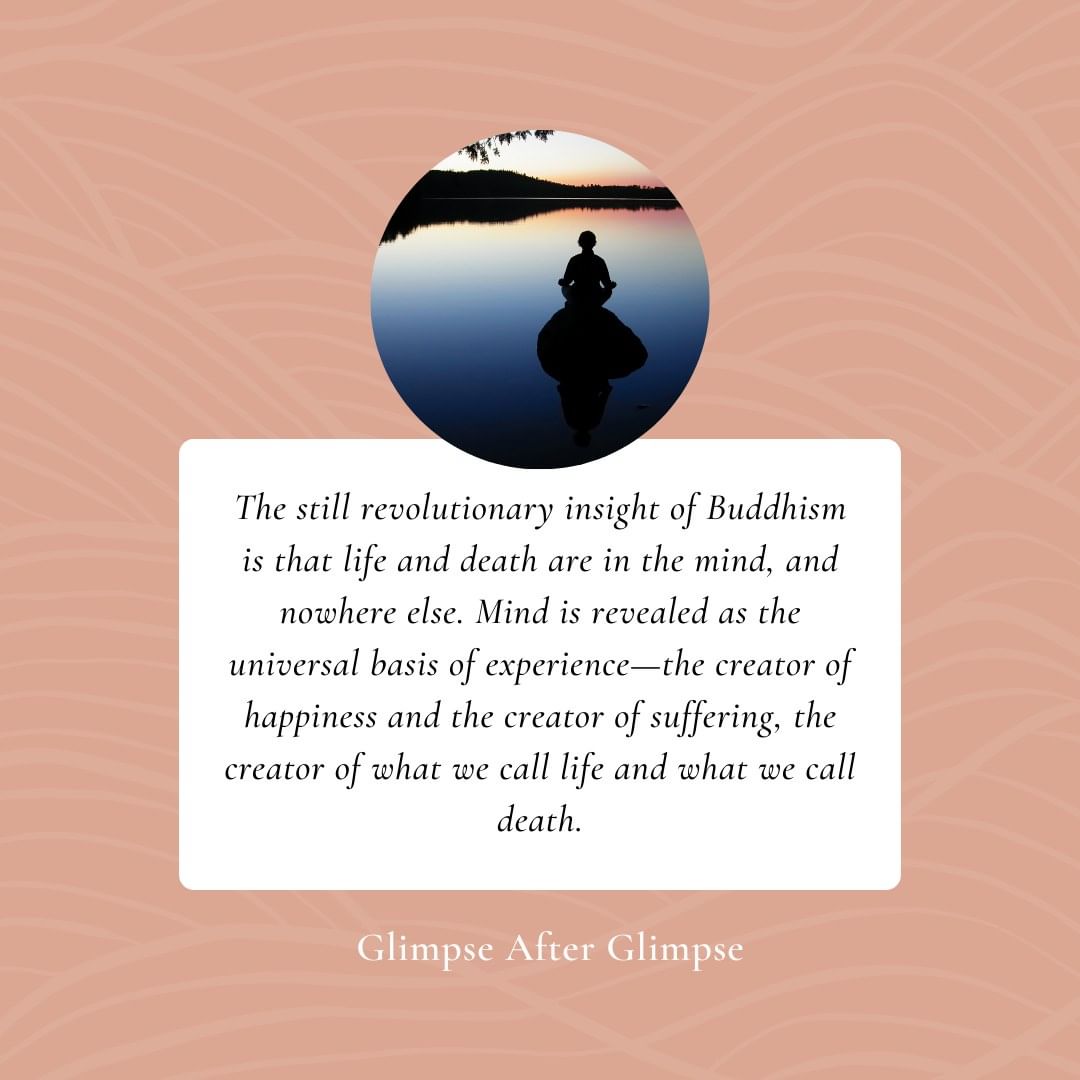 The still revolutionary insight of Buddhism
is that life and death are in the mind, and
nowhere else. Mind is revealed as the
universal basis of experience—the creator of
happiness and the creator of suffering, the
creator of what we call life and what we call
death.
Glimpse After Glimpse